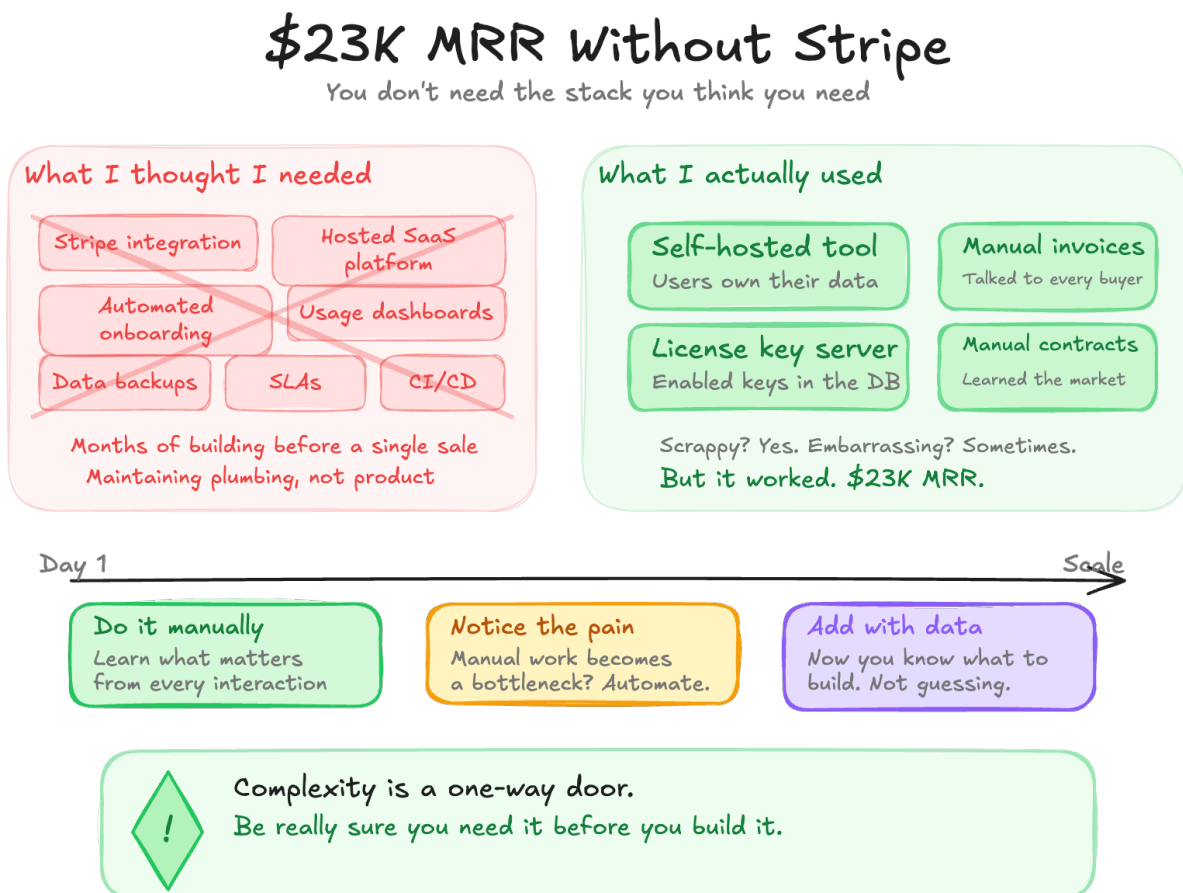 $23K MRR Without Stripe
You don't need the stack you think you need
What I thought I needed
Stripe integration
Hosted SaaS
platform
Automated
onboarding
Usage dashboards
Data backups
SLAs
CI/CD
Months of building before a single sale
Maintaining plumbing, not product
What I actually used
Self-hosted tool
Users own their data
Manual invoices
Talked to every buyer
License key server
Enabled keys in the DB
Manual contracts
Learned the market
Scrappy? Yes. Embarrassing? Sometimes.
But it worked. $23K MRR.
Day 1
Scale
Do it manually
Learn what matters
from every interaction
Notice the pain
Manual work becomes
a bottleneck? Automate.
Add with data
Now you know what to
build. Not guessing.
!
Complexity is a one-way door.
Be really sure you need it before you build it.